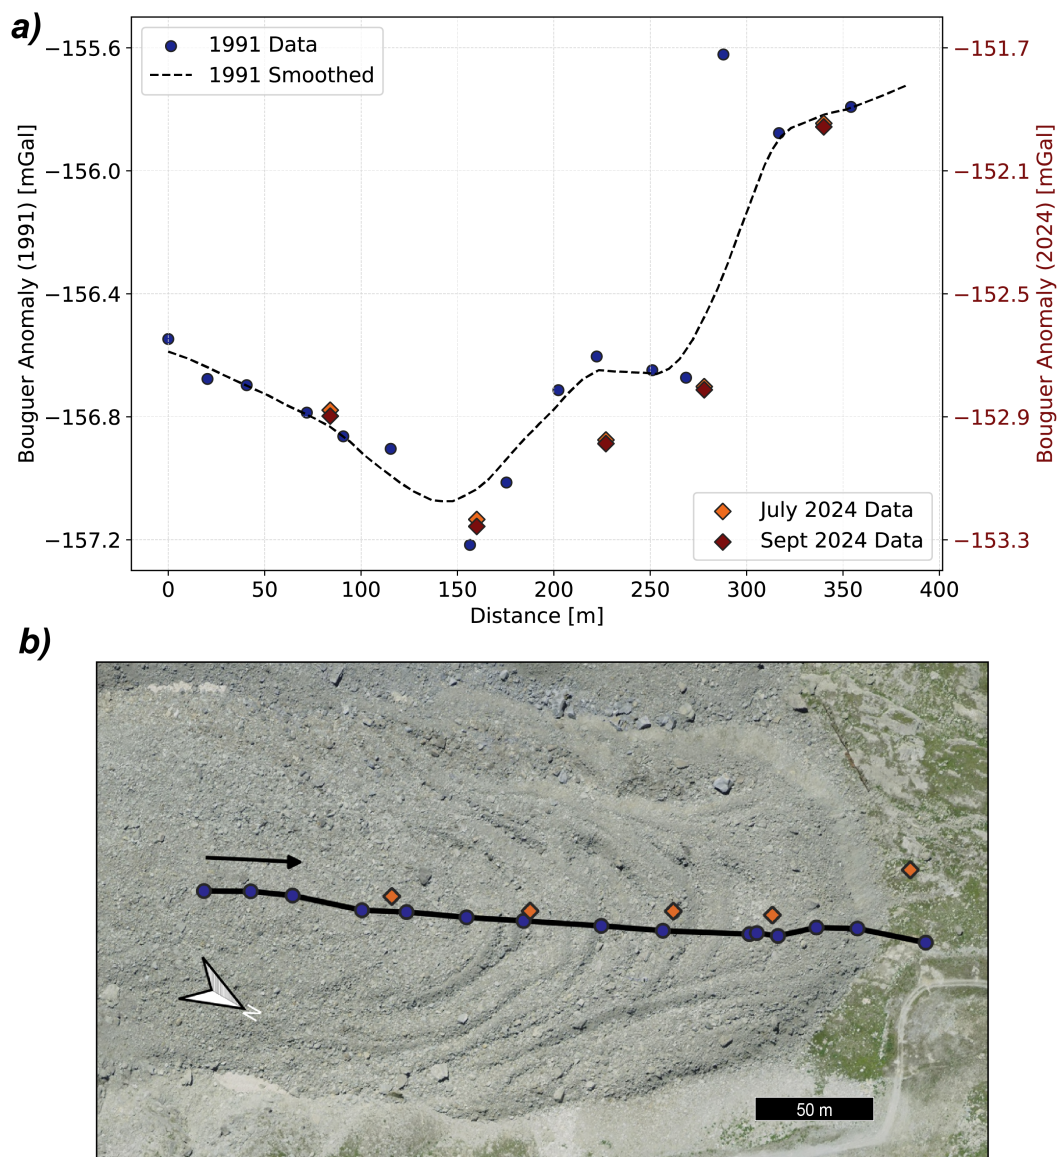 a)
1991 Data
1991 Smoothed
Bouguer Anomaly (1991) [mGal]
−155.6
−156.0
−156.4
−156.8
−157.2
−151.7
−152.1
−152.5
−152.9
−153.3
Bouguer Anomaly (2024) [mGal]
July 2024 Data
Sept 2024 Data
0 50 100 150 200 250 300 350 400
Distance [m]
b)
N
50 m